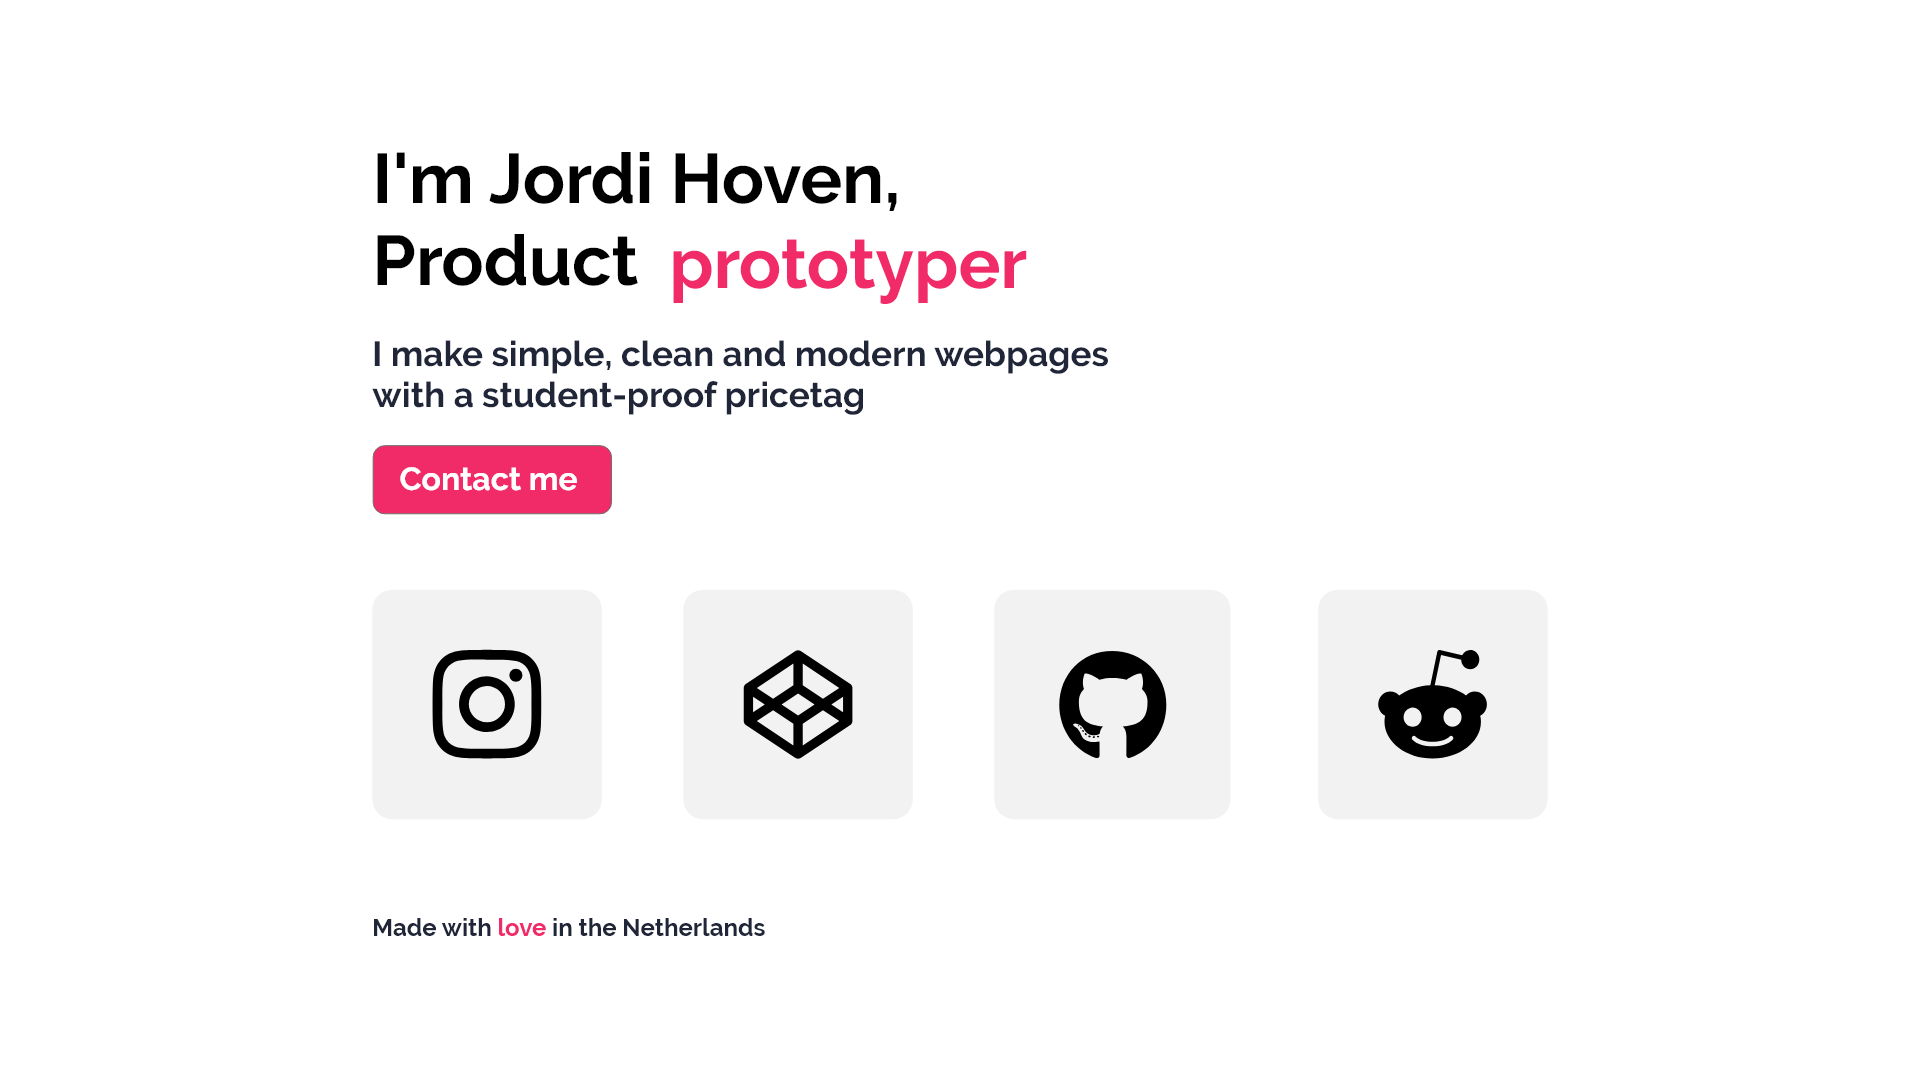 I'm Jordi Hoven,
Product prototyper
I make simple, clean and modern webpages
with a student-proof pricetag
Contact me
Made with love in the Netherlands